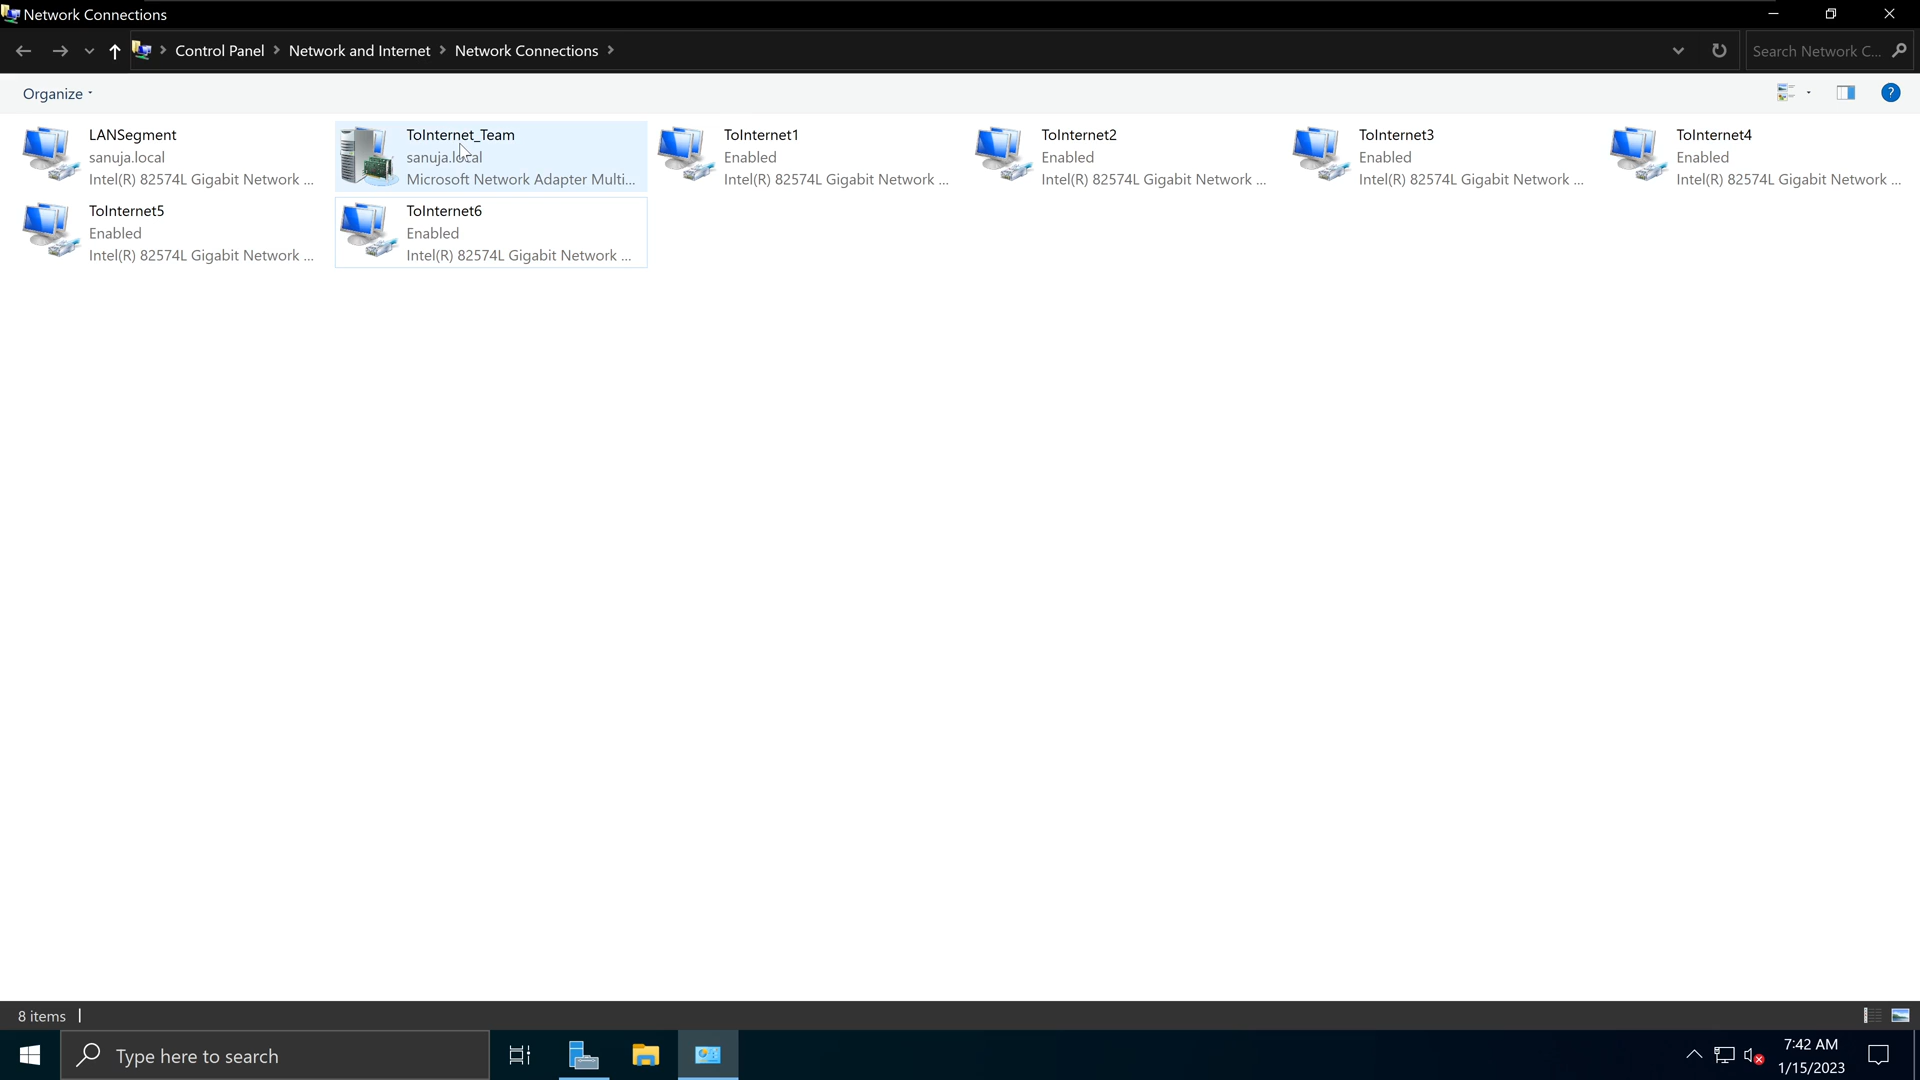 Network Connections
Control Panel Network and Internet Network Connections
Search Network C...
Organize
LANSegment
sanuja.local
Intel(R) 82574L Gigabit Network ...
ToInternet_Team
sanuja.local
Microsoft Network Adapter Multi...
ToInternet1
Enabled
Intel(R) 82574L Gigabit Network ...
ToInternet2
Enabled
Intel(R) 82574L Gigabit Network ...
ToInternet3
Enabled
Intel(R) 82574L Gigabit Network ...
ToInternet4
Enabled
Intel(R) 82574L Gigabit Network ...
ToInternet5
Enabled
Intel(R) 82574L Gigabit Network ...
ToInternet6
Enabled
Intel(R) 82574L Gigabit Network ...
8 items
Type here to search
7:42 AM
1/15/2023